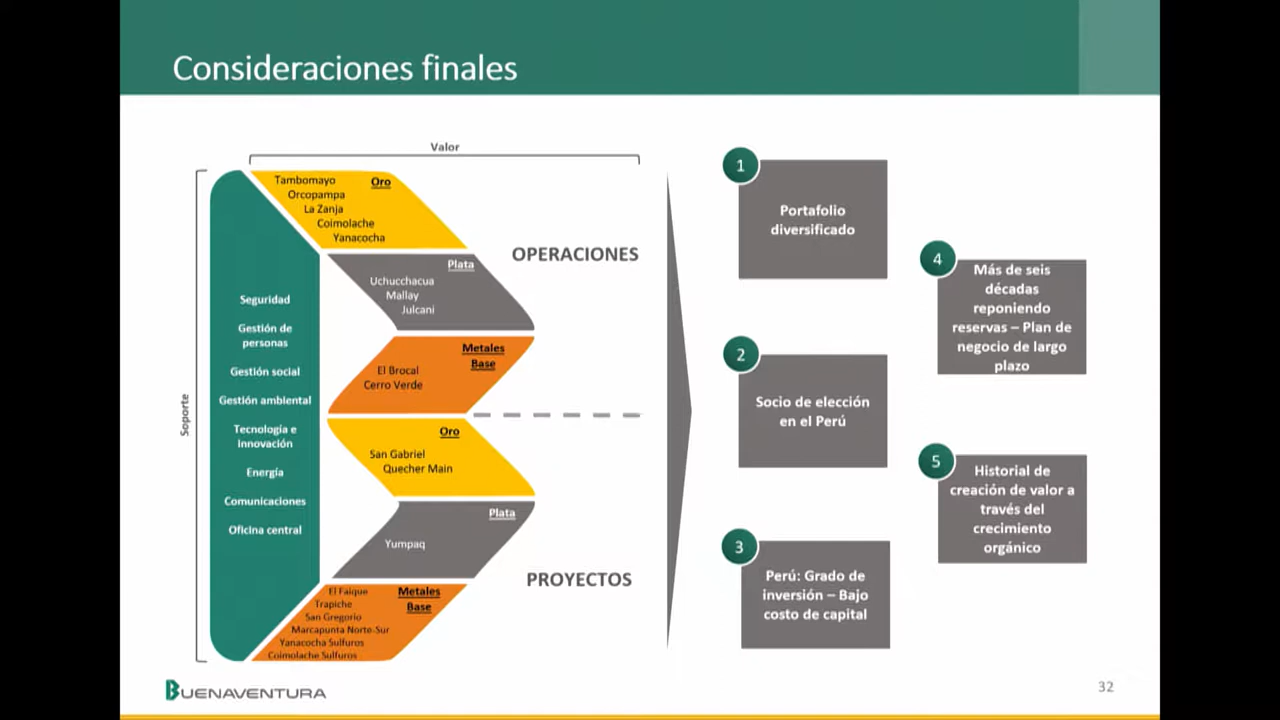 Consideraciones finales
Valor
Soporte
Seguridad
Gestión de
personas
Gestión social
Gestión ambiental
Tecnología e
innovación
Energía
Comunicaciones
Oficina central
Oro
Tambomayo
Orcopampa
La Zanja
Coimolache
Yanacocha
Plata
Uchucchacua
Mallay
Julcani
Metales
Base
El Brocal
Cerro Verde
OPERACIONES
Oro
San Gabriel
Quecher Main
Plata
Yumpaq
Metales
Base
El Faique
Trapiche
San Gregorio
Marcapunta Norte-Sur
Yanacocha Sulfuros
Coimolache Sulfuros
PROYECTOS
1
Portafolio
diversificado
2
Socio de elección
en el Perú
3
Perú: Grado de
inversión – Bajo
costo de capital
4
Más de seis
décadas
reponiendo
reservas – Plan de
negocio de largo
plazo
5
Historial de
creación de valor a
través del
crecimiento
orgánico
BUENAVENTURA
32